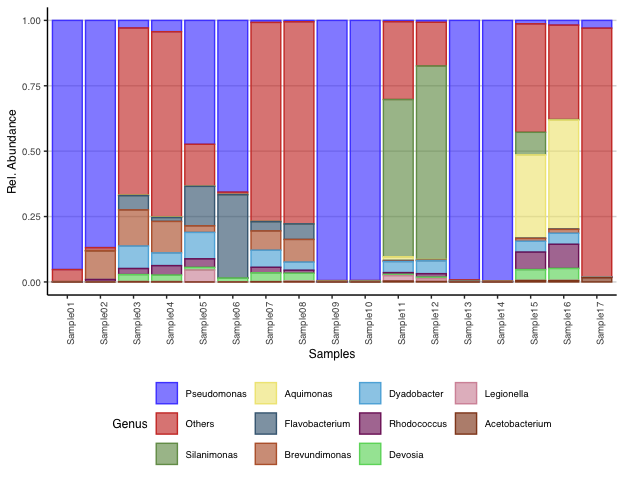 1.00
0.75
0.50
0.25
0.00
Rel. Abundance
Sample01
Sample02
Sample03
Sample04
Sample05
Sample06
Sample07
Sample08
Sample09
Sample10
Sample11
Sample12
Sample13
Sample14
Sample15
Sample16
Sample17
Samples
Genus
Pseudomonas
Others
Silanimonas
Aquimonas
Flavobacterium
Brevundimonas
Dyadobacter
Rhodococcus
Devosia
Legionella
Acetobacterium